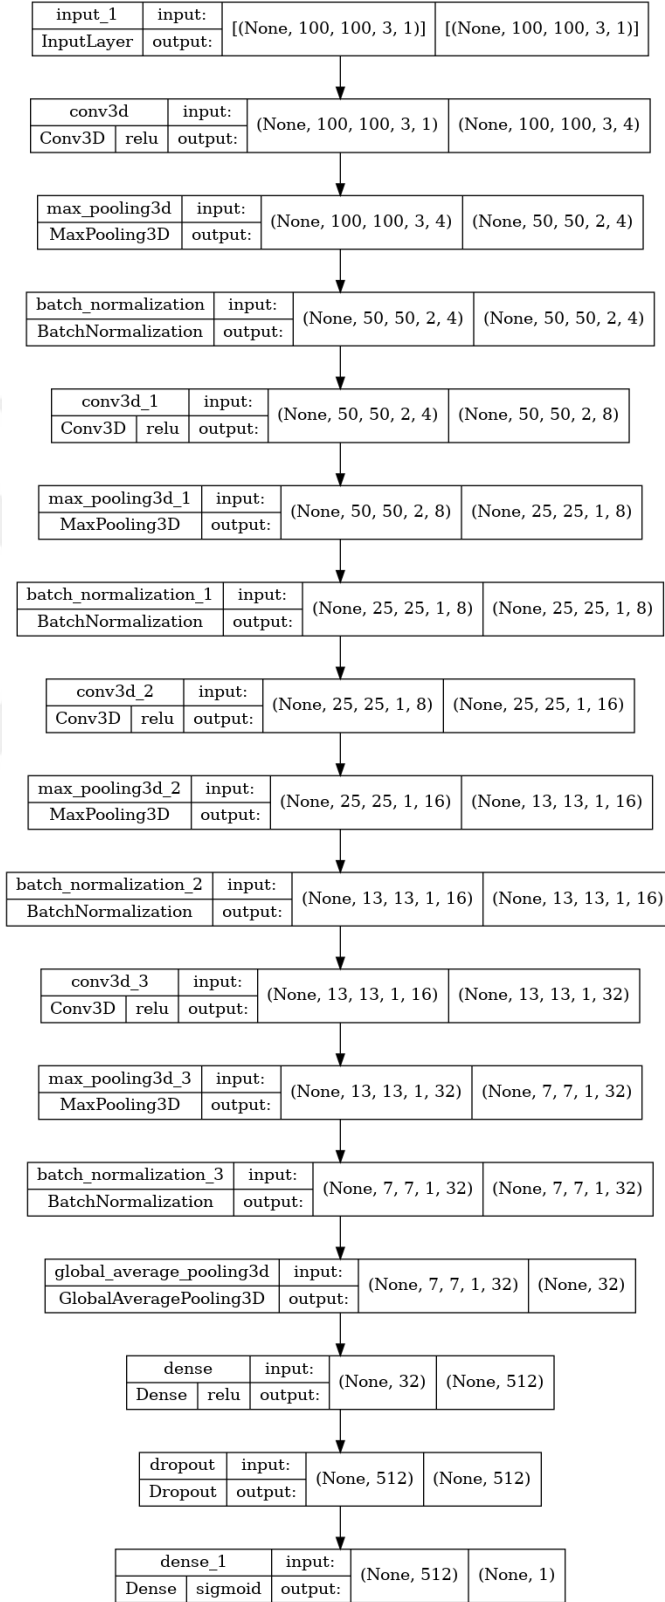 input_1 input: [(None, 100, 100, 3, 1)] [(None, 100, 100, 3, 1)]
InputLayer output:
conv3d input: (None, 100, 100, 3, 1) (None, 100, 100, 3, 4)
Conv3D relu output:
max_pooling3d input: (None, 100, 100, 3, 4) (None, 50, 50, 2, 4)
MaxPooling3D output:
batch_normalization input: (None, 50, 50, 2, 4) (None, 50, 50, 2, 4)
BatchNormalization output:
conv3d_1 input: (None, 50, 50, 2, 4) (None, 50, 50, 2, 8)
Conv3D relu output:
max_pooling3d_1 input: (None, 50, 50, 2, 8) (None, 25, 25, 1, 8)
MaxPooling3D output:
batch_normalization_1 input: (None, 25, 25, 1, 8) (None, 25, 25, 1, 8)
BatchNormalization output:
conv3d_2 input: (None, 25, 25, 1, 8) (None, 25, 25, 1, 16)
Conv3D relu output:
max_pooling3d_2 input: (None, 25, 25, 1, 16) (None, 13, 13, 1, 16)
MaxPooling3D output:
batch_normalization_2 input: (None, 13, 13, 1, 16) (None, 13, 13, 1, 16)
BatchNormalization output:
conv3d_3 input: (None, 13, 13, 1, 16) (None, 13, 13, 1, 32)
Conv3D relu output:
max_pooling3d_3 input: (None, 13, 13, 1, 32) (None, 7, 7, 1, 32)
MaxPooling3D output:
batch_normalization_3 input: (None, 7, 7, 1, 32) (None, 7, 7, 1, 32)
BatchNormalization output:
global_average_pooling3d input: (None, 7, 7, 1, 32) (None, 32)
GlobalAveragePooling3D output:
dense input: (None, 32) (None, 512)
Dense relu output:
dropout input: (None, 512) (None, 512)
Dropout output:
dense_1 input: (None, 512) (None, 1)
Dense sigmoid output: